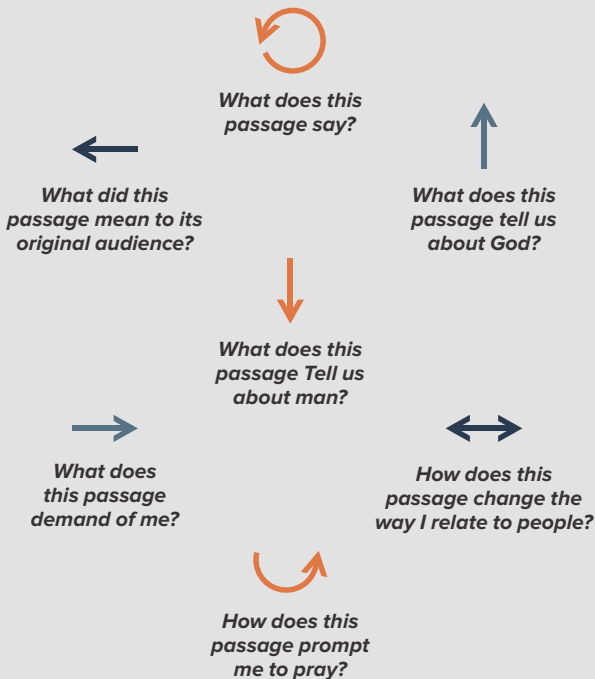 What does this
passage say?
What did this
passage mean to its
original audience?
What does this
passage tell us
about God?
What does this
passage Tell us
about man?
What does
this passage
demand of me?
How does this
passage change the
way I relate to people?
How does this
passage prompt
me to pray?